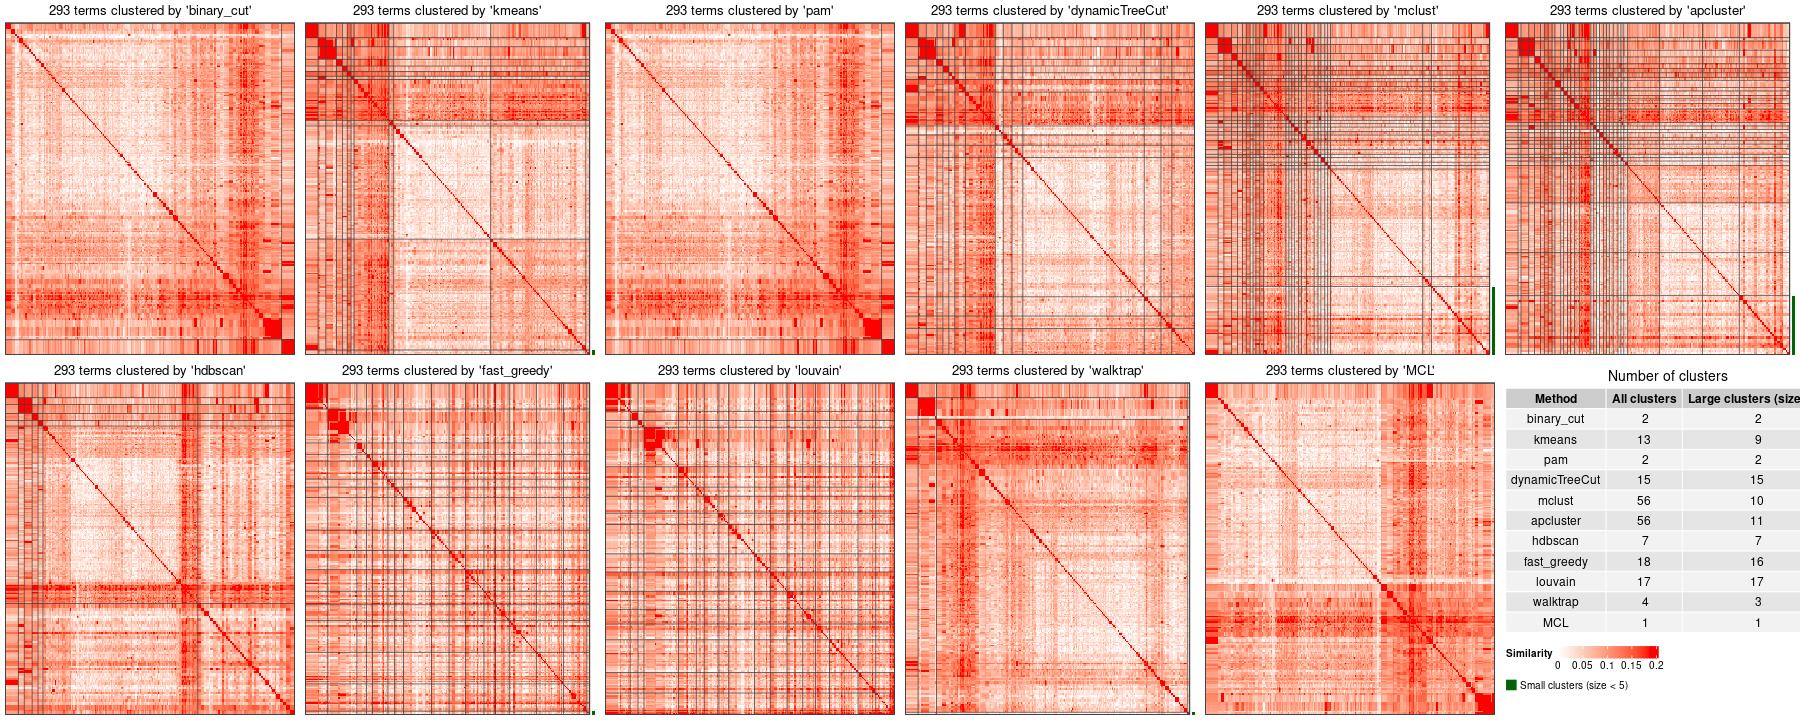 293 terms clustered by 'binary_cut'
293 terms clustered by 'kmeans'
293 terms clustered by 'pam'
293 terms clustered by 'dynamicTreeCut'
293 terms clustered by 'mclust'
293 terms clustered by 'apcluster'
293 terms clustered by 'hdbscan'
293 terms clustered by 'fast_greedy'
293 terms clustered by 'louvain'
293 terms clustered by 'walktrap'
293 terms clustered by 'MCL'
Number of clusters
Method All clusters Large clusters (size
binary_cut 2 2
kmeans 13 9
pam 2 2
dynamicTreeCut 15 15
mclust 56 10
apcluster 56 11
hdbscan 7 7
fast_greedy 18 16
louvain 17 17
walktrap 4 3
MCL 1 1
Similarity
0 0.05 0.1 0.15 0.2
Small clusters (size < 5)